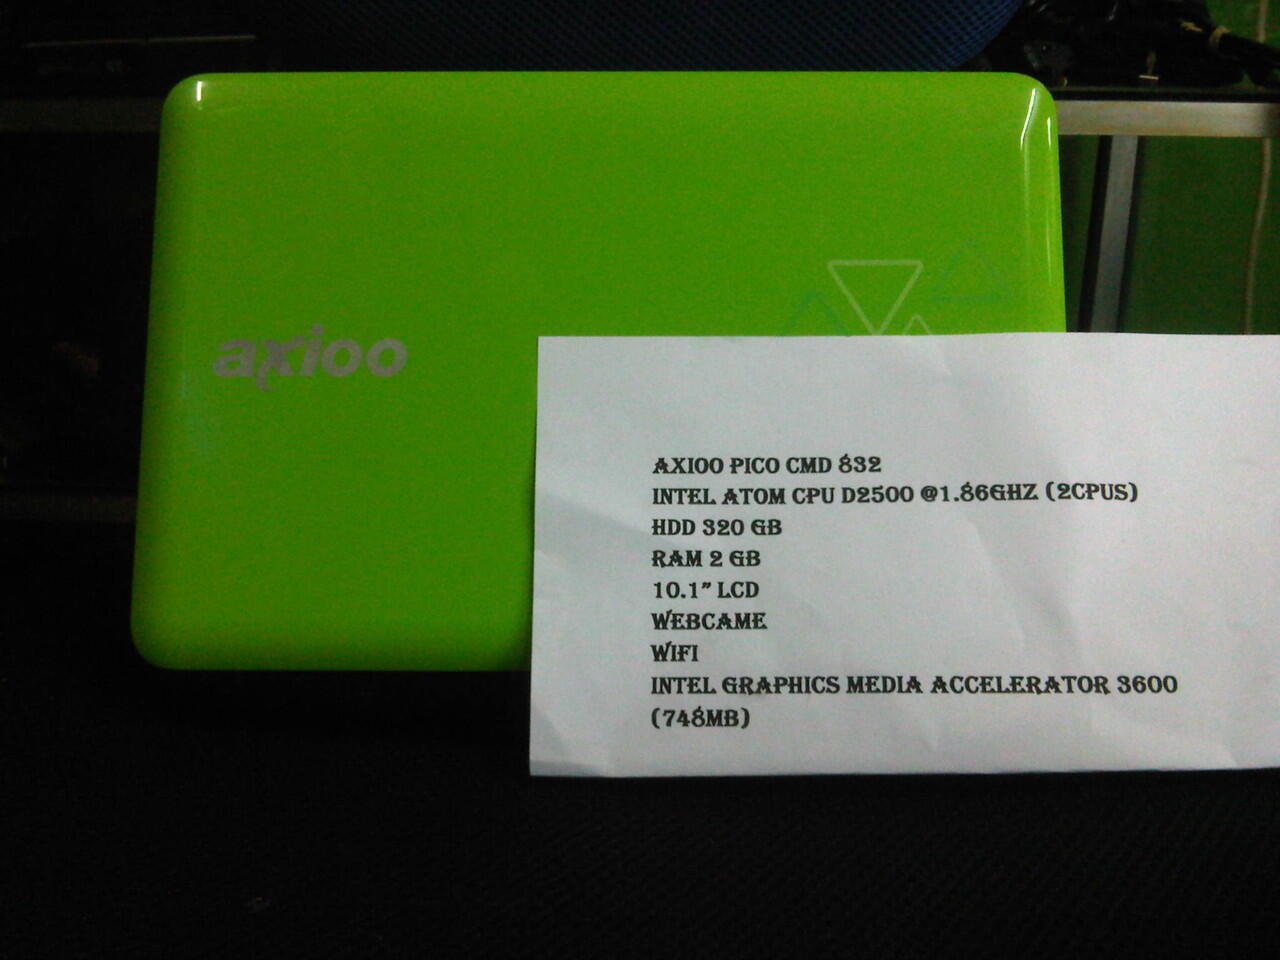 axioo
AXIOO PICO CMD 832
INTEL ATOM CPU D2500 @1.86GHZ (2CPUS)
HDD 320 GB
RAM 2 GB
10.1" LCD
WEBCAME
WIFI
INTEL GRAPHICS MEDIA ACCELERATOR 3600
(748MB)